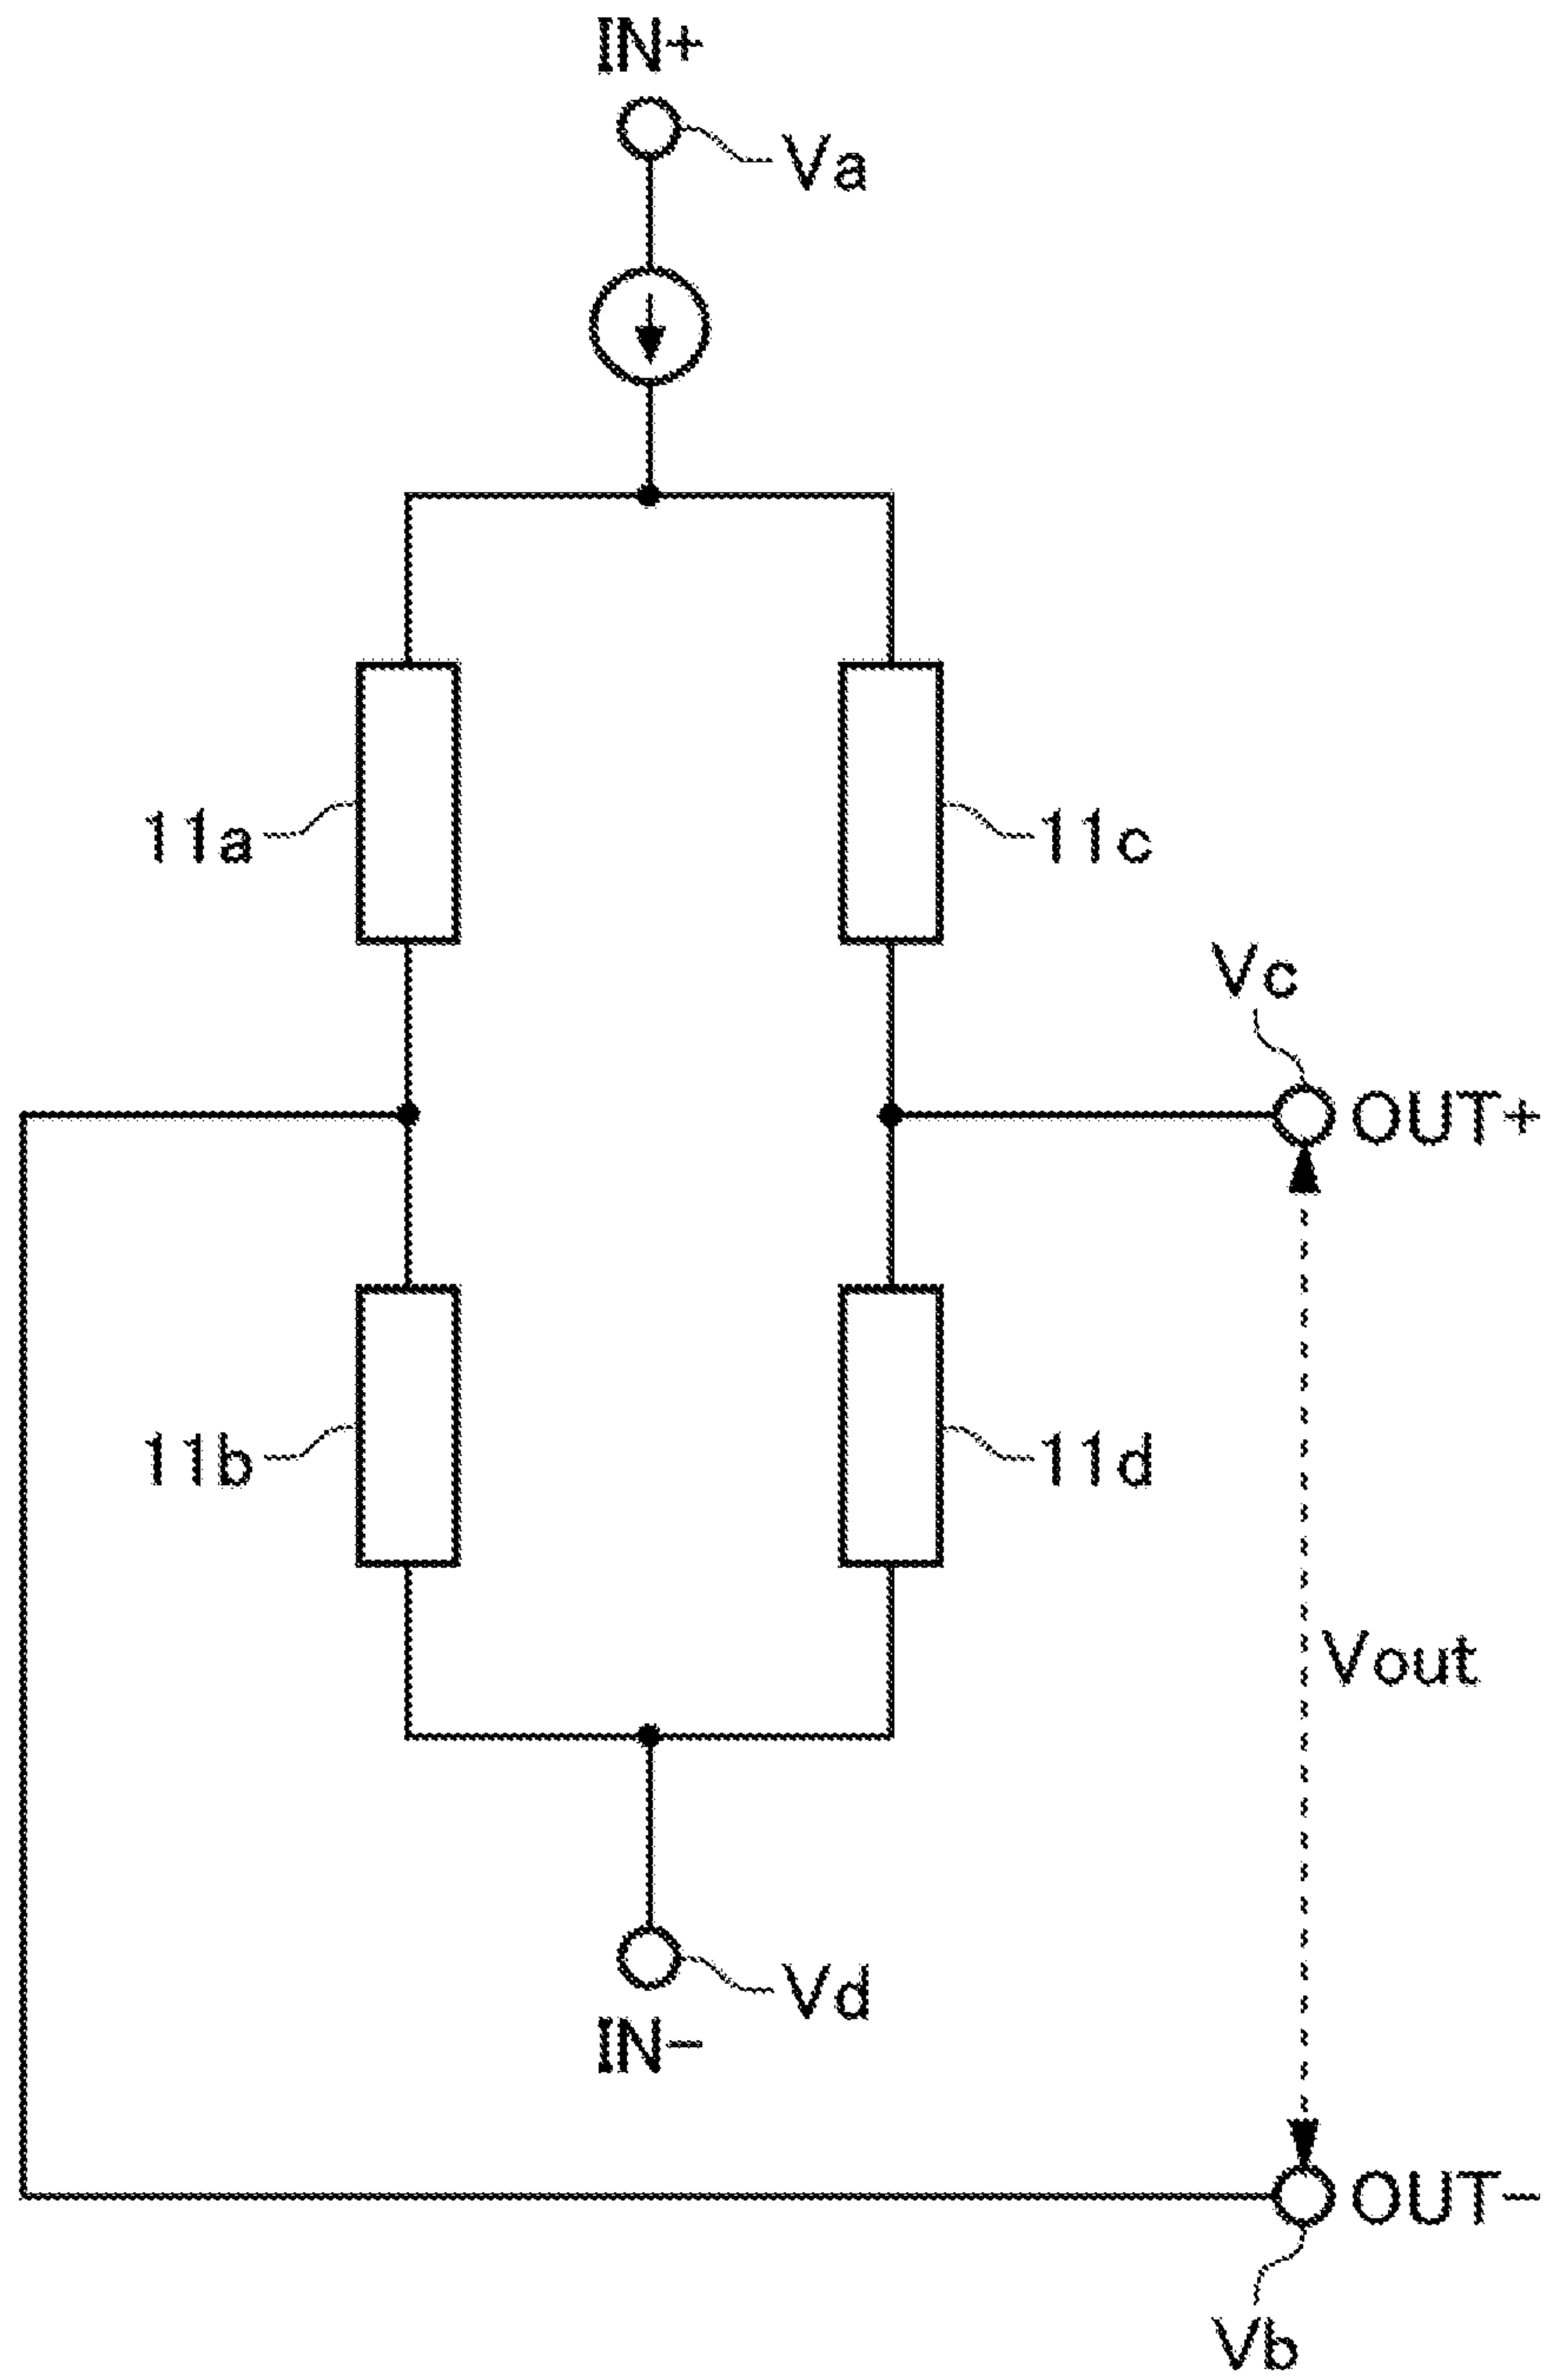 IN+
Va
11a
11c
Vc
OUT+
11b
11d
Vout
Vd
IN-
OUT-
Vb